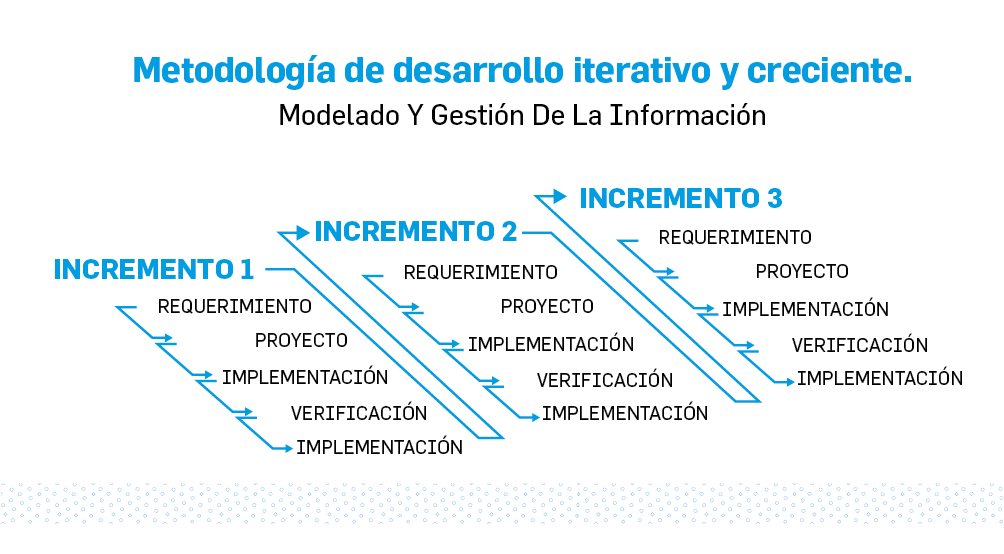 Metodología de desarrollo iterativo y creciente.
Modelado Y Gestión De La Información
INCREMENTO 1
REQUERIMIENTO
PROYECTO
IMPLEMENTACIÓN
VERIFICACIÓN
IMPLEMENTACIÓN
INCREMENTO 2
REQUERIMIENTO
PROYECTO
IMPLEMENTACIÓN
VERIFICACIÓN
IMPLEMENTACIÓN
INCREMENTO 3
REQUERIMIENTO
PROYECTO
IMPLEMENTACIÓN
VERIFICACIÓN
IMPLEMENTACIÓN